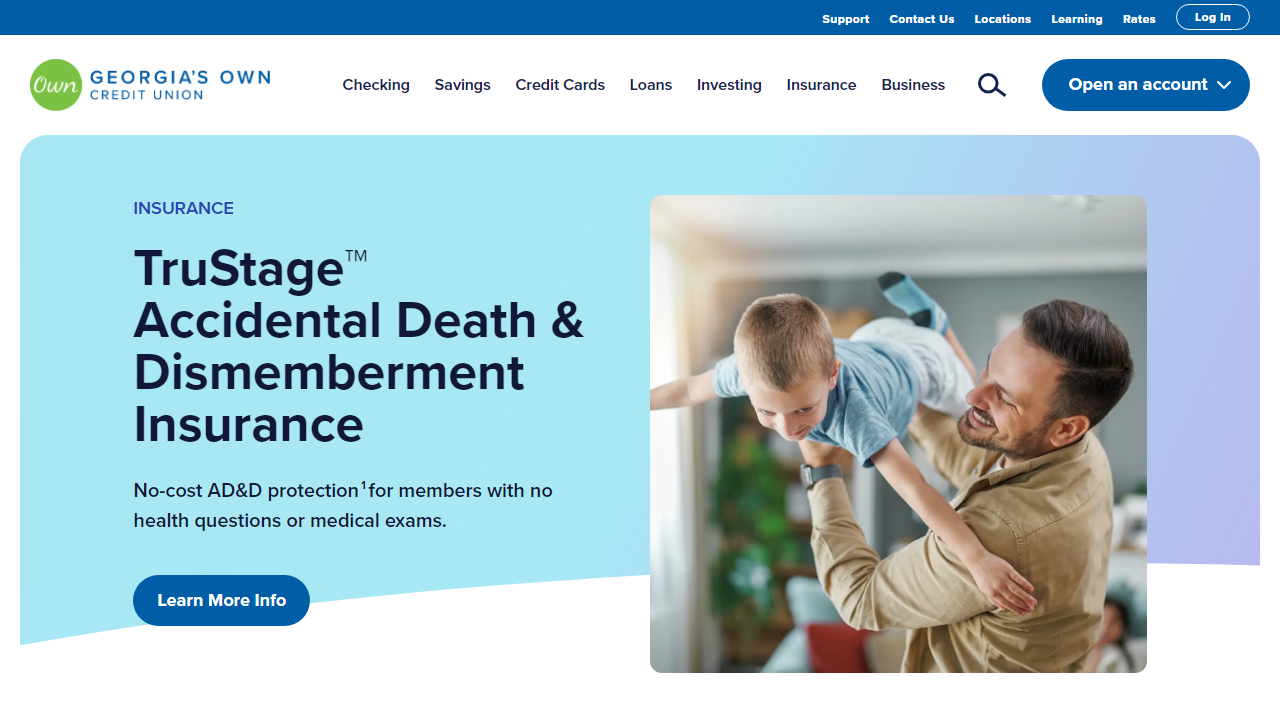 Support Contact Us Locations Learning Rates Log In
Own GEORGIA'S OWN
CREDIT UNION
Checking Savings Credit Cards Loans Investing Insurance Business Open an account
INSURANCE
TruStage™
Accidental Death &
Dismemberment
Insurance
No-cost AD&D protection¹ for members with no
health questions or medical exams.
Learn More Info